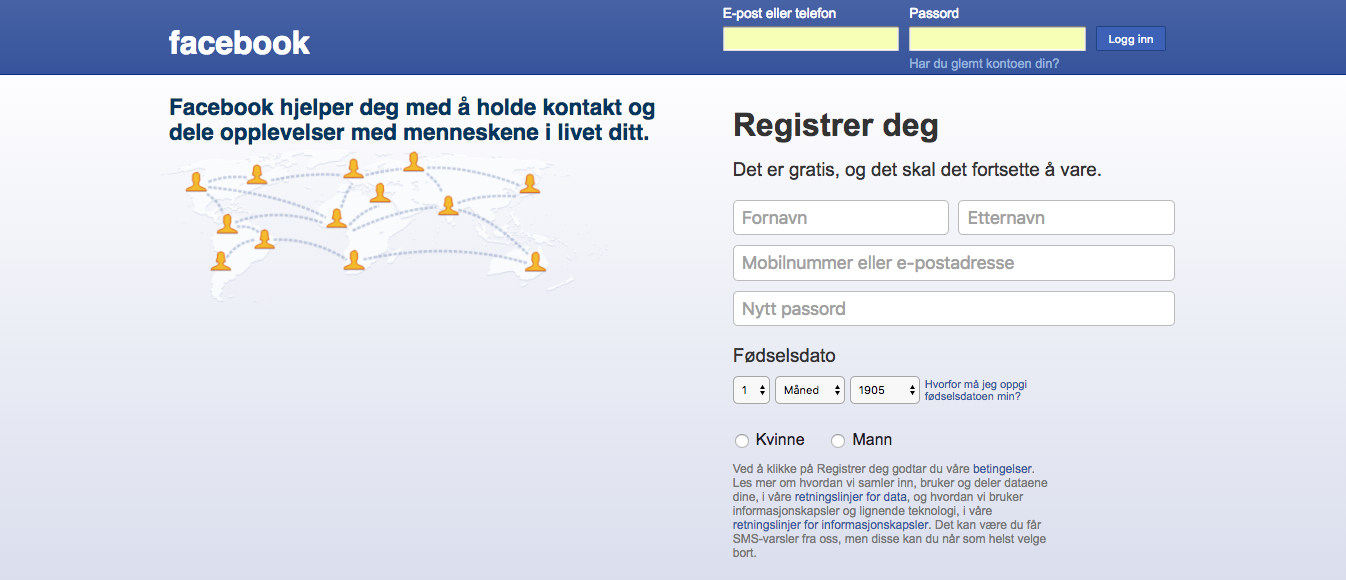 facebook
E-post eller telefon
Passord
Logg inn
Har du glemt kontoen din?
Facebook hjelper deg med å holde kontakt og
dele opplevelser med menneskene i livet ditt.
Registrer deg
Det er gratis, og det skal det fortsette å vare.
Fornavn
Etternavn
Mobilnummer eller e-postadresse
Nytt passord
Fødselsdato
1
Måned
1905
Hvorfor må jeg oppgi
fødselsdatoen min?
Kvinne
Mann
Ved å klikke på Registrer deg godtar du våre betingelser.
Les mer om hvordan vi samler inn, bruker og deler dataene
dine, i våre retningslinjer for data, og hvordan vi bruker
informasjonskapsler og lignende teknologi, i våre
retningslinjer for informasjonskapsler. Det kan være du får
SMS-varsler fra oss, men disse kan du når som helst velge
bort.